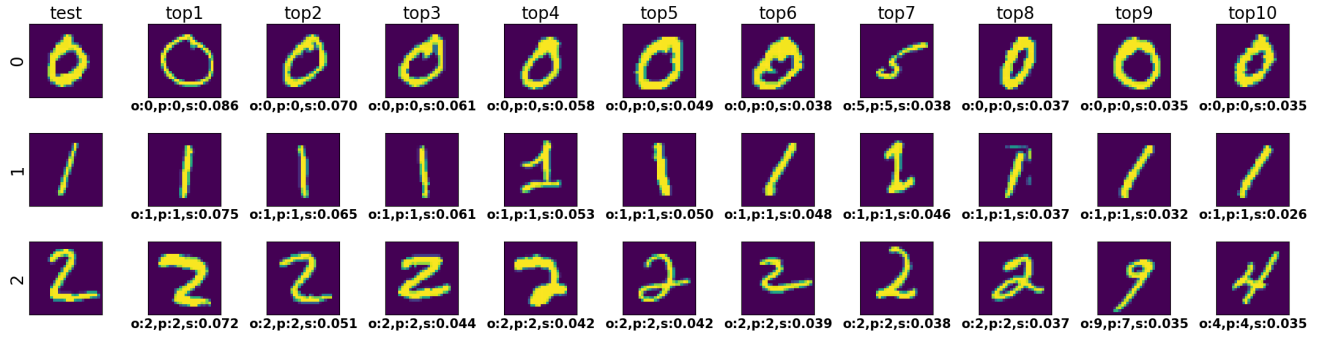 test top1 top2 top3 top4 top5 top6 top7 top8 top9 top10
0
o:0,p:0,s:0.086 o:0,p:0,s:0.070 o:0,p:0,s:0.061 o:0,p:0,s:0.058 o:0,p:0,s:0.049 o:0,p:0,s:0.038 o:5,p:5,s:0.038 o:0,p:0,s:0.037 o:0,p:0,s:0.035 o:0,p:0,s:0.035
1
o:1,p:1,s:0.075 o:1,p:1,s:0.065 o:1,p:1,s:0.061 o:1,p:1,s:0.053 o:1,p:1,s:0.050 o:1,p:1,s:0.048 o:1,p:1,s:0.046 o:1,p:1,s:0.037 o:1,p:1,s:0.032 o:1,p:1,s:0.026
2
o:2,p:2,s:0.072 o:2,p:2,s:0.051 o:2,p:2,s:0.044 o:2,p:2,s:0.042 o:2,p:2,s:0.042 o:2,p:2,s:0.039 o:2,p:2,s:0.038 o:2,p:2,s:0.037 o:9,p:7,s:0.035 o:4,p:4,s:0.035